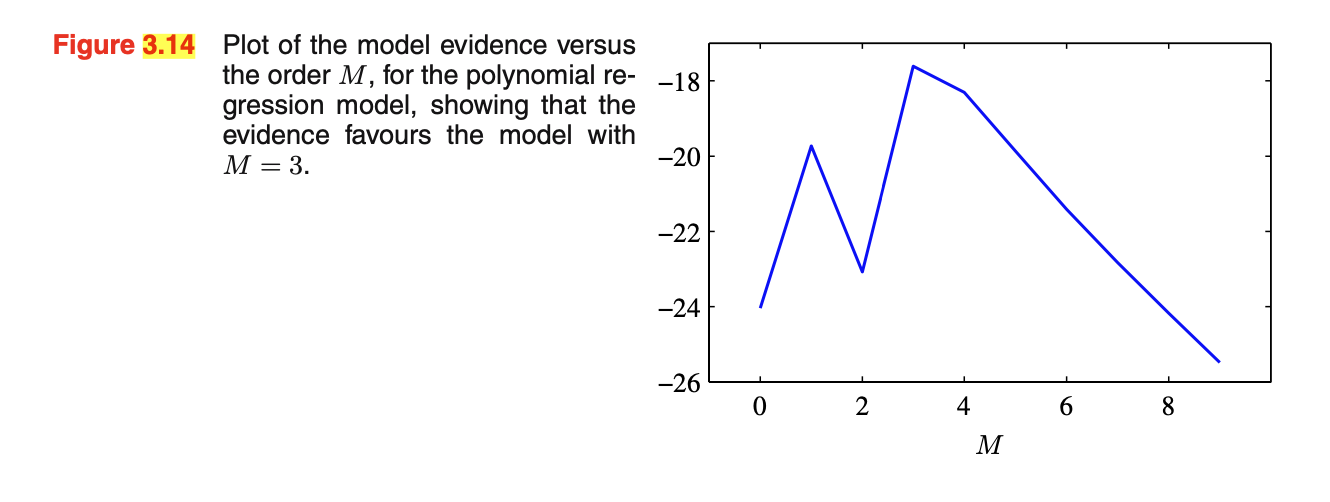 Figure 3.14 Plot of the model evidence versus
the order M, for the polynomial re-
gression model, showing that the
evidence favours the model with
M = 3.
−18
−20
−22
−24
−26
0 2 4 6 8
M